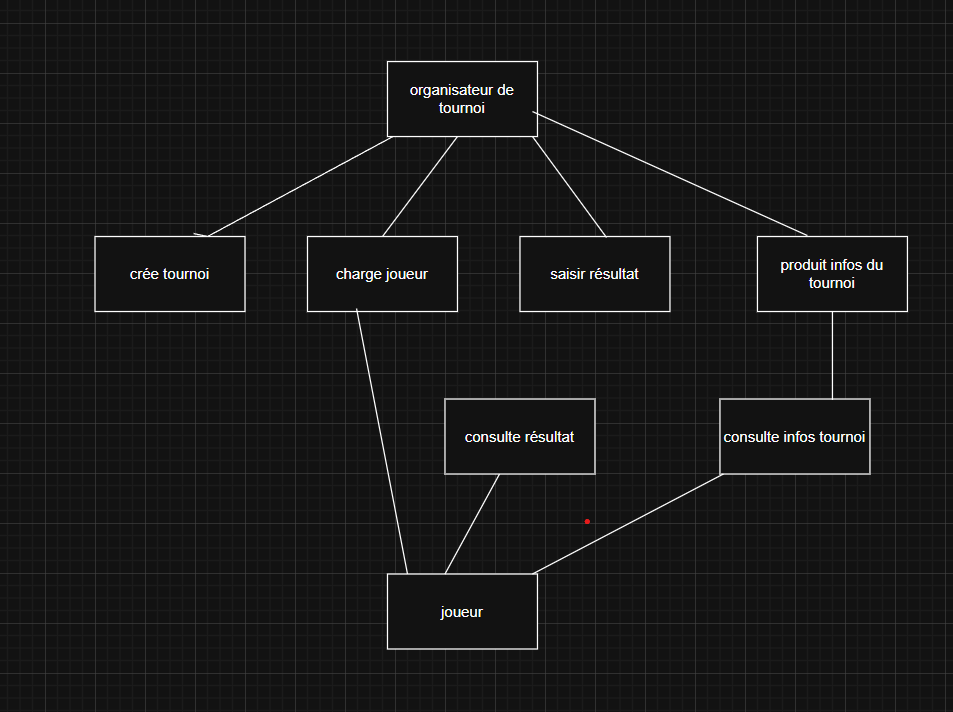 organisateur de
tournoi
crée tournoi
charge joueur
saisir résultat
produit infos du
tournoi
consulte résultat
consulte infos tournoi
joueur